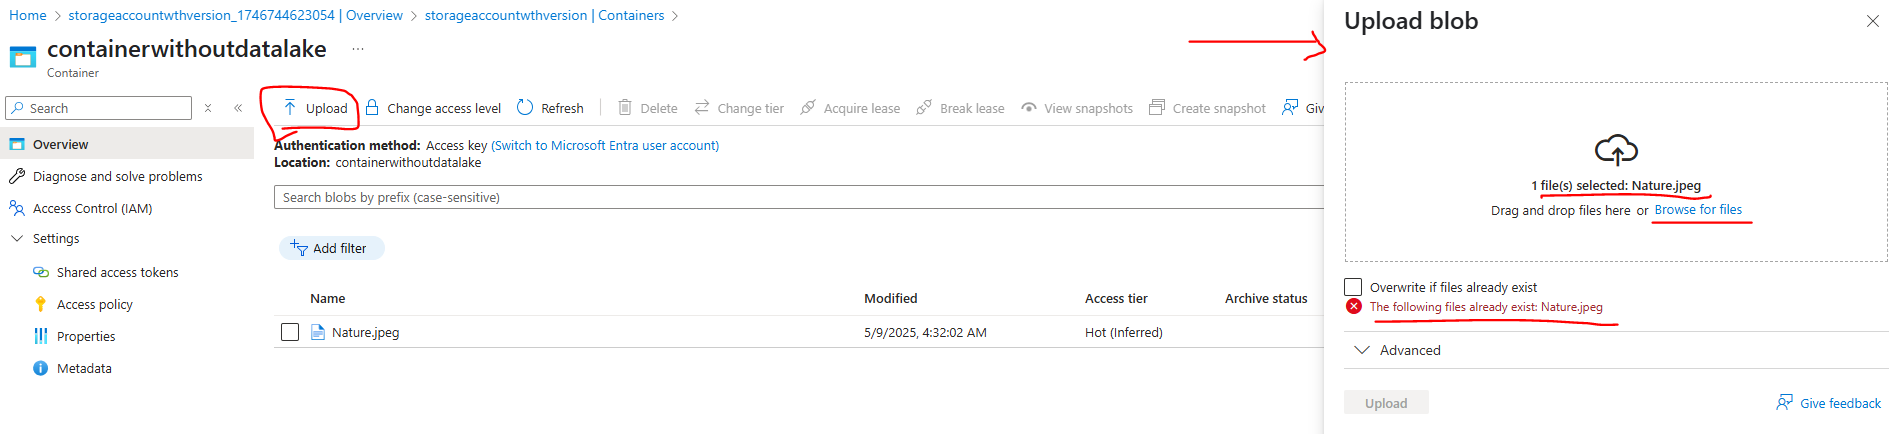 Home > storageaccountwthversion_1746744623054 | Overview > storageaccountwthversion | Containers >
containerwithoutdatalake ...
Container
Search
Overview
Diagnose and solve problems
Access Control (IAM)
Settings
Shared access tokens
Access policy
Properties
Metadata
Upload Change access level Refresh Delete Change tier Acquire lease Break lease View snapshots Create snapshot Giv
Authentication method: Access key (Switch to Microsoft Entra user account)
Location: containerwithoutdatalake
Search blobs by prefix (case-sensitive)
Add filter
Name Modified Access tier Archive status
Nature.jpeg 5/9/2025, 4:32:02 AM Hot (Inferred)
Upload blob
1 file(s) selected: Nature.jpeg
Drag and drop files here or Browse for files
Overwrite if files already exist
The following files already exist: Nature.jpeg
Advanced
Upload
Give feedback